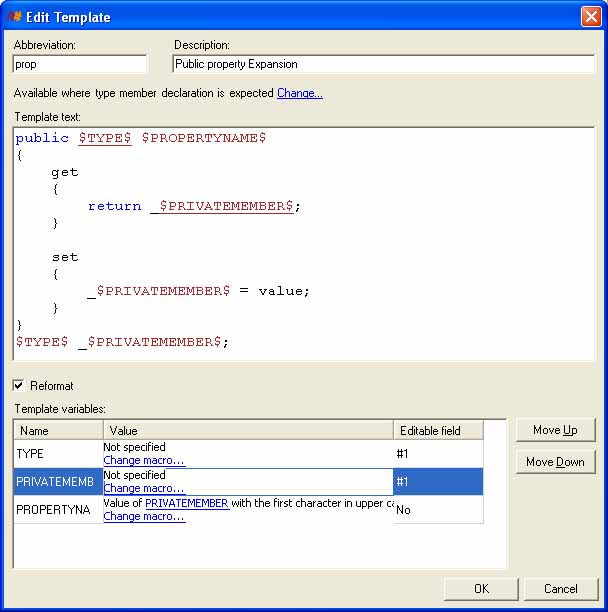 Edit Template
Abbreviation: Description:
prop Public property Expansion
Available where type member declaration is expected Change...
Template text:
public $TYPE$ $PROPERTYNAME$
{
get
{
return _$PRIVATEMEMBER$;
}
set
{
_$PRIVATEMEMBER$ = value;
}
}
$TYPE$ _$PRIVATEMEMBER$;
Reformat
Template variables:
Name Value Editable field
Move Up
TYPE Not specified #1
Change macro...
Move Down
PRIVATEMEMB Not specified #1
Change macro...
PROPERTYNA Value of PRIVATEMEMBER with the first character in upper ca No
Change macro...
OK Cancel